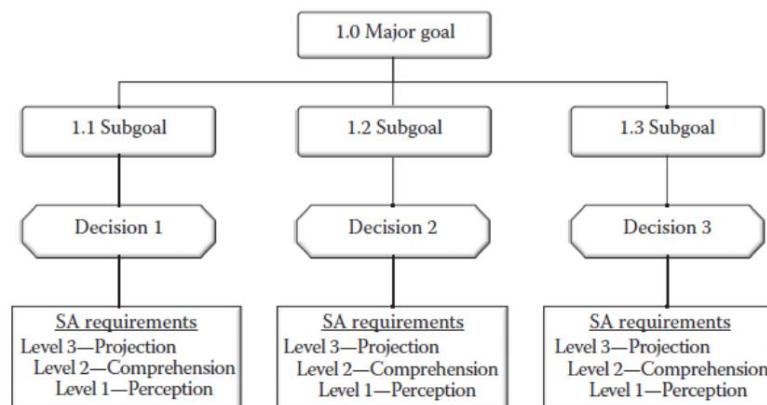 1.0 Major goal
1.1 Subgoal
1.2 Subgoal
1.3 Subgoal
Decision 1
Decision 2
Decision 3
SA requirements
Level 3—Projection
Level 2—Comprehension
Level 1—Perception
SA requirements
Level 3—Projection
Level 2—Comprehension
Level 1—Perception
SA requirements
Level 3—Projection
Level 2—Comprehension
Level 1—Perception